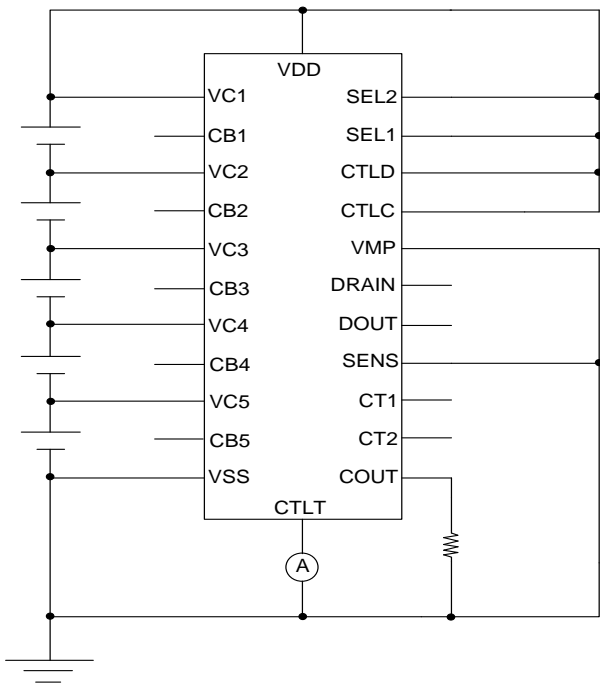 VDD
VC1
CB1
VC2
CB2
VC3
CB3
VC4
CB4
VC5
CB5
VSS
SEL2
SEL1
CTLD
CTLC
VMP
DRAIN
DOUT
SENS
CT1
CT2
COUT
CTLT
A